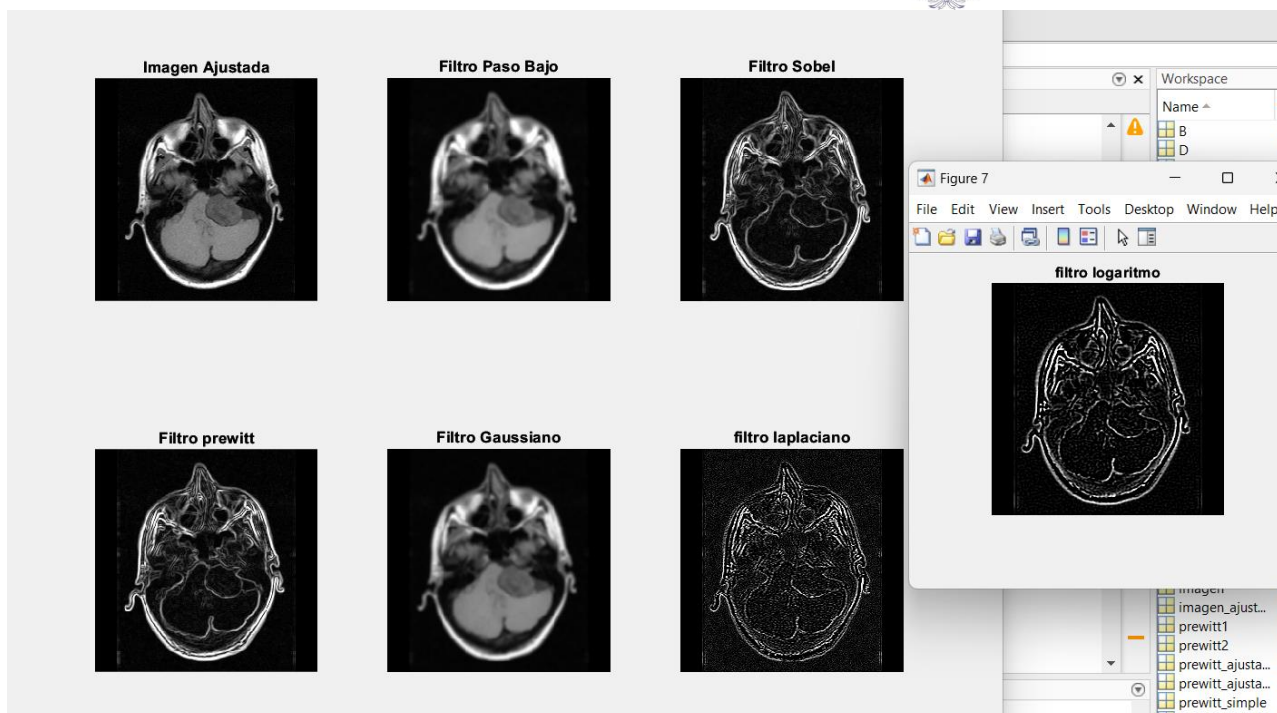 Imagen Ajustada
Filtro Paso Bajo
Filtro Sobel
Filtro prewitt
Filtro Gaussiano
filtro laplaciano
Workspace
Name
B
D
Figure 7
File Edit View Insert Tools Desktop Window Help
filtro logaritmo
imagen
imagen_ajust...
prewitt1
prewitt2
prewitt_ajusta...
prewitt_ajusta...
prewitt_simple